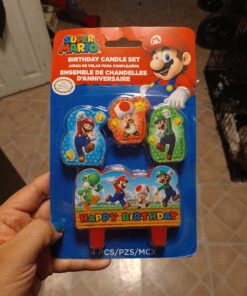 SUPER
MARIO
BIRTHDAY CANDLE SET
JUEGO DE VELAS PARA CUMPLEAÑOS
ENSEMBLE DE CHANDELLES
D'ANNIVERSAIRE
HAPPY BIRTHDAY
4 PCS/PZS/MCX